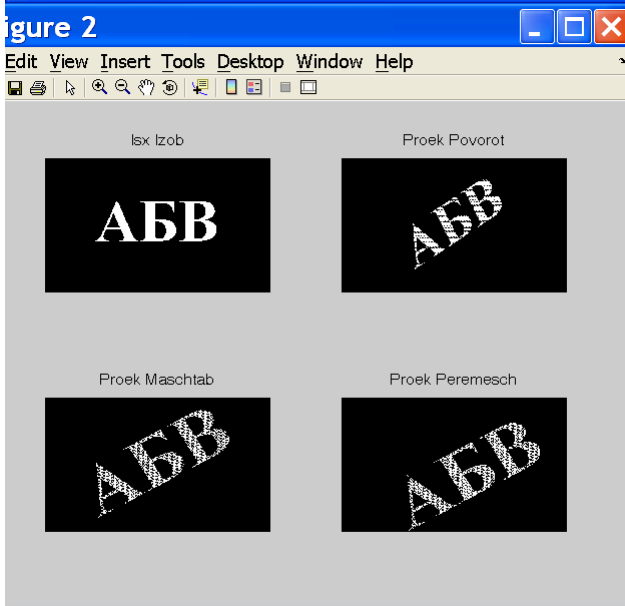 igure 2
Edit View Insert Tools Desktop Window Help
Isx Izob
Proek Povorot
АБВ
АБВ
Proek Maschtab
Proek Peremesch
АБВ
АБВ